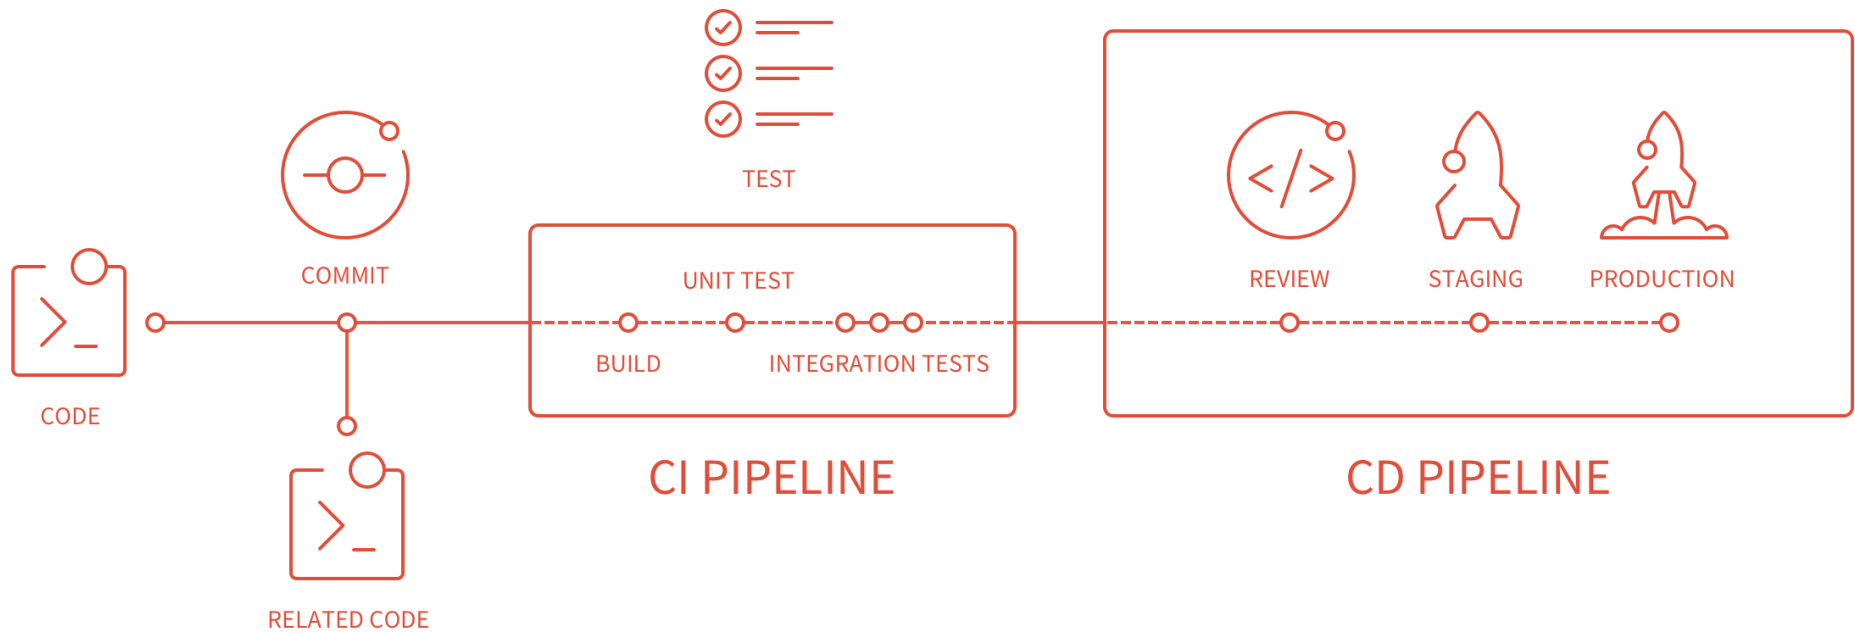 TEST
COMMIT
CODE
RELATED CODE
UNIT TEST
BUILD
INTEGRATION TESTS
CI PIPELINE
REVIEW
STAGING
PRODUCTION
CD PIPELINE